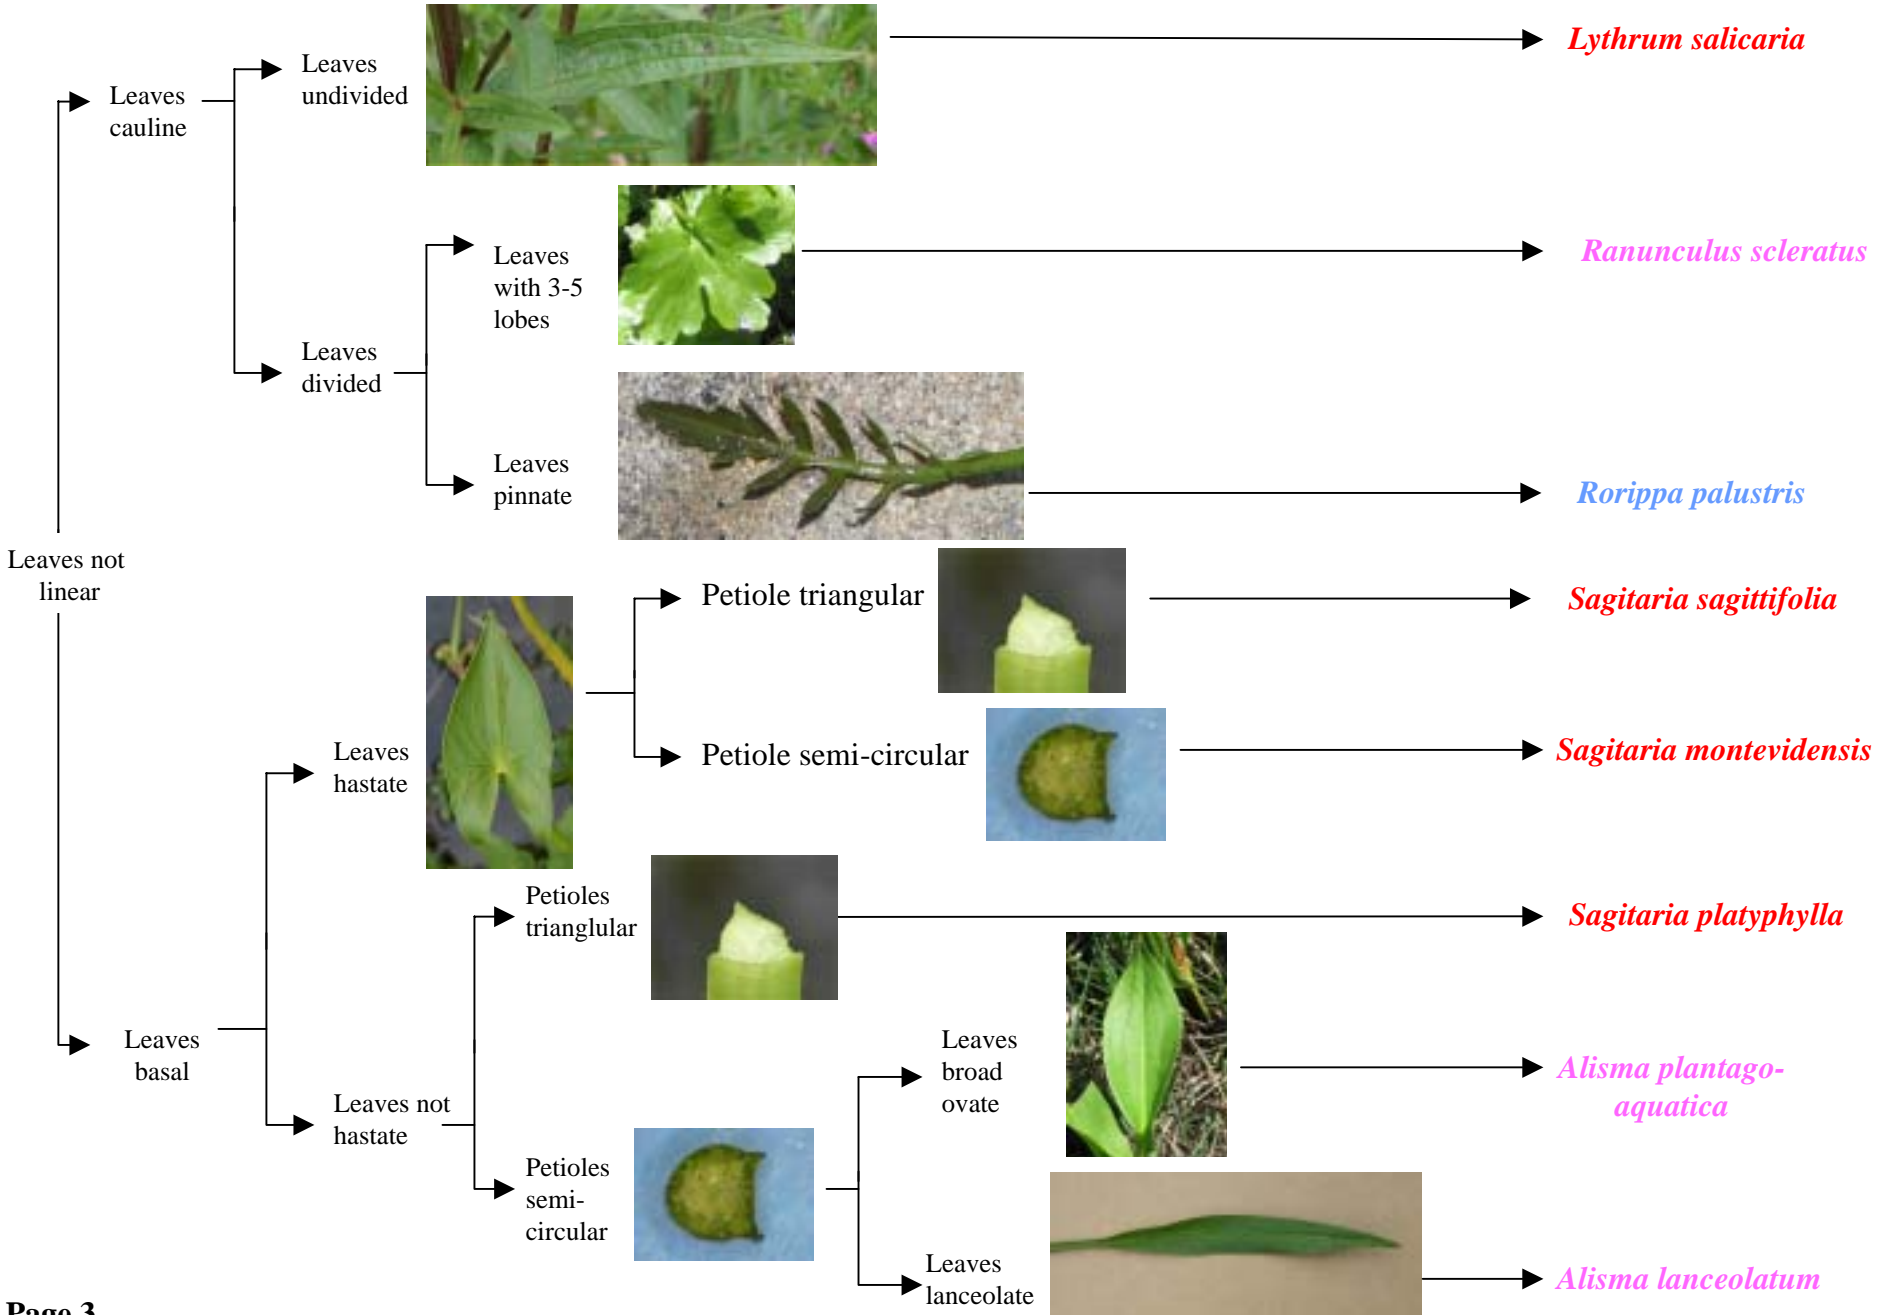 Lythrum salicaria
Leaves
undivided
Leaves
cauline
Leaves
with 3-5
lobes
Ranunculus scleratus
Leaves
divided
Leaves
pinnate
Rorippa palustris
Leaves not
linear
Petiole triangular
Sagitaria sagittifolia
Leaves
hastate
Petiole semi-circular
Sagitaria montevidensis
Petioles
trianglular
Sagitaria platyphylla
Leaves
basal
Leaves
broad
ovate
Alisma plantago-
aquatica
Leaves not
hastate
Petioles
semi-
circular
Leaves
lanceolate
Alisma lanceolatum
Page 3